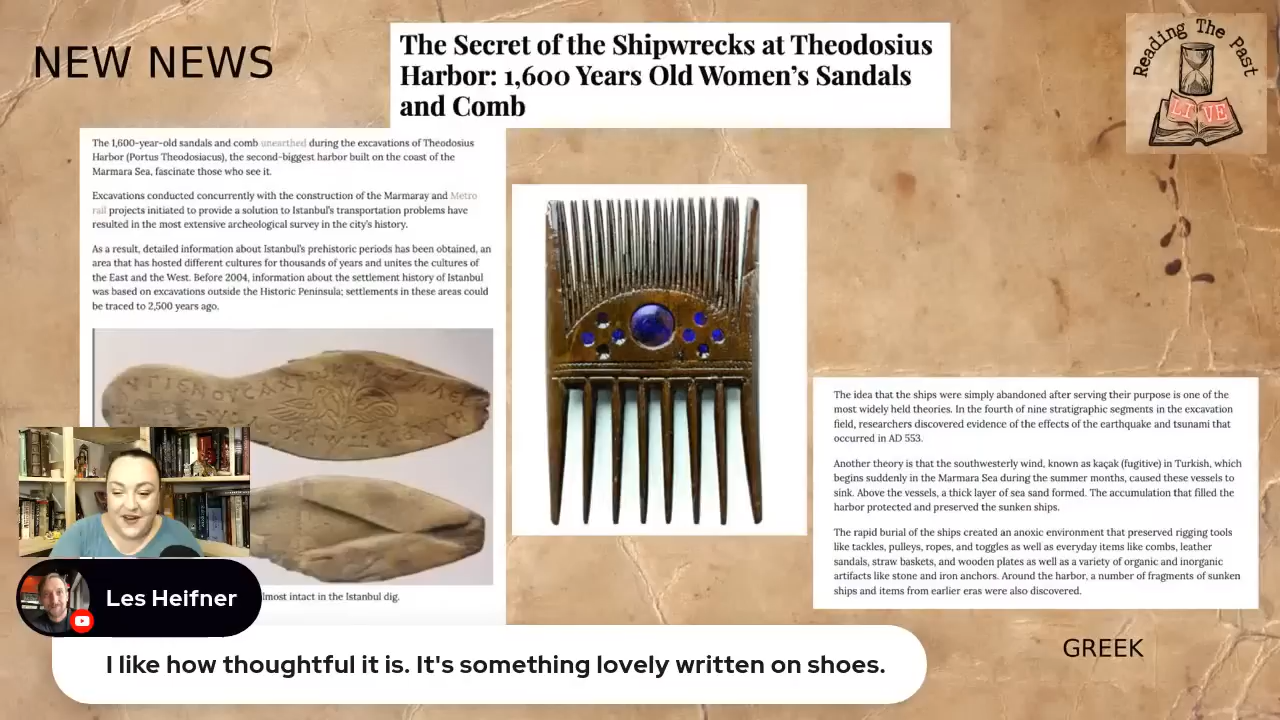 NEW NEWS
The Secret of the Shipwrecks at Theodosius
Harbor: 1,600 Years Old Women’s Sandals
and Comb
Reading The Past
LIVE
The 1,600-year-old sandals and comb unearthed during the excavations of Theodosius
Harbor (Portus Theodosiacus), the second-biggest harbor built on the coast of the
Marmara Sea, fascinate those who see it.
Excavations conducted concurrently with the construction of the Marmaray and Metro
rail projects initiated to provide a solution to Istanbul’s transportation problems have
resulted in the most extensive archeological survey in the city’s history.
As a result, detailed information about Istanbul’s prehistoric periods has been obtained, an
area that has hosted different cultures for thousands of years and unites the cultures of
the East and the West. Before 2004, information about the settlement history of Istanbul
was based on excavations outside the Historic Peninsula; settlements in these areas could
be traced to 2,500 years ago.
lmost intact in the Istanbul dig.
The idea that the ships were simply abandoned after serving their purpose is one of the
most widely held theories. In the fourth of nine stratigraphic segments in the excavation
field, researchers discovered evidence of the effects of the earthquake and tsunami that
occurred in AD 553.
Another theory is that the southwesterly wind, known as kaçak (fugitive) in Turkish, which
begins suddenly in the Marmara Sea during the summer months, caused these vessels to
sink. Above the vessels, a thick layer of sea sand formed. The accumulation that filled the
harbor protected and preserved the sunken ships.
The rapid burial of the ships created an anoxic environment that preserved rigging tools
like tackles, pulleys, ropes, and toggles as well as everyday items like combs, leather
sandals, straw baskets, and wooden plates as well as a variety of organic and inorganic
artifacts like stone and iron anchors. Around the harbor, a number of fragments of sunken
ships and items from earlier eras were also discovered.
Les Heifner
I like how thoughtful it is. It's something lovely written on shoes.
GREEK